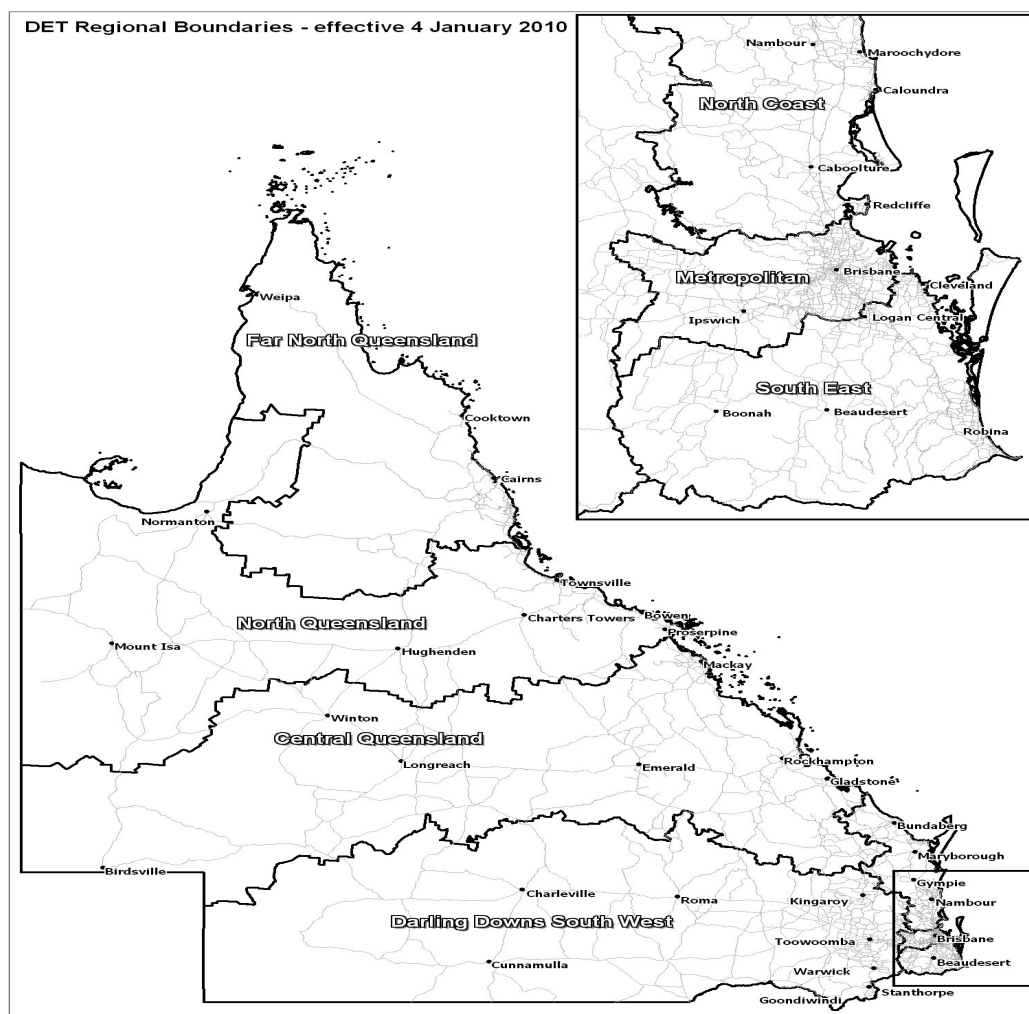 DET Regional Boundaries - effective 4 January 2010
Nambour
Maroochydore
Caloundra
North Coast
Caboolture
Redcliffe
Metropolitan
Brisbane
Cleveland
Ipswich
Logan Central
South East
Boonah
Beaudesert
Robina
Weipa
Far North Queensland
Cooktown
Cairns
Normanton
Townsville
Charters Towers
Bowen
North Queensland
Proserpine
Mount Isa
Hughenden
Mackay
Winton
Central Queensland
Longreach
Emerald
Rockhampton
Gladstone
Bundaberg
Maryborough
Birdsville
Gympie
Charleville
Roma
Kingaroy
Nambour
Darling Downs South West
Toowoomba
Brisbane
Cunnamulla
Warwick
Beaudesert
Stanthorpe
Goondiwindi